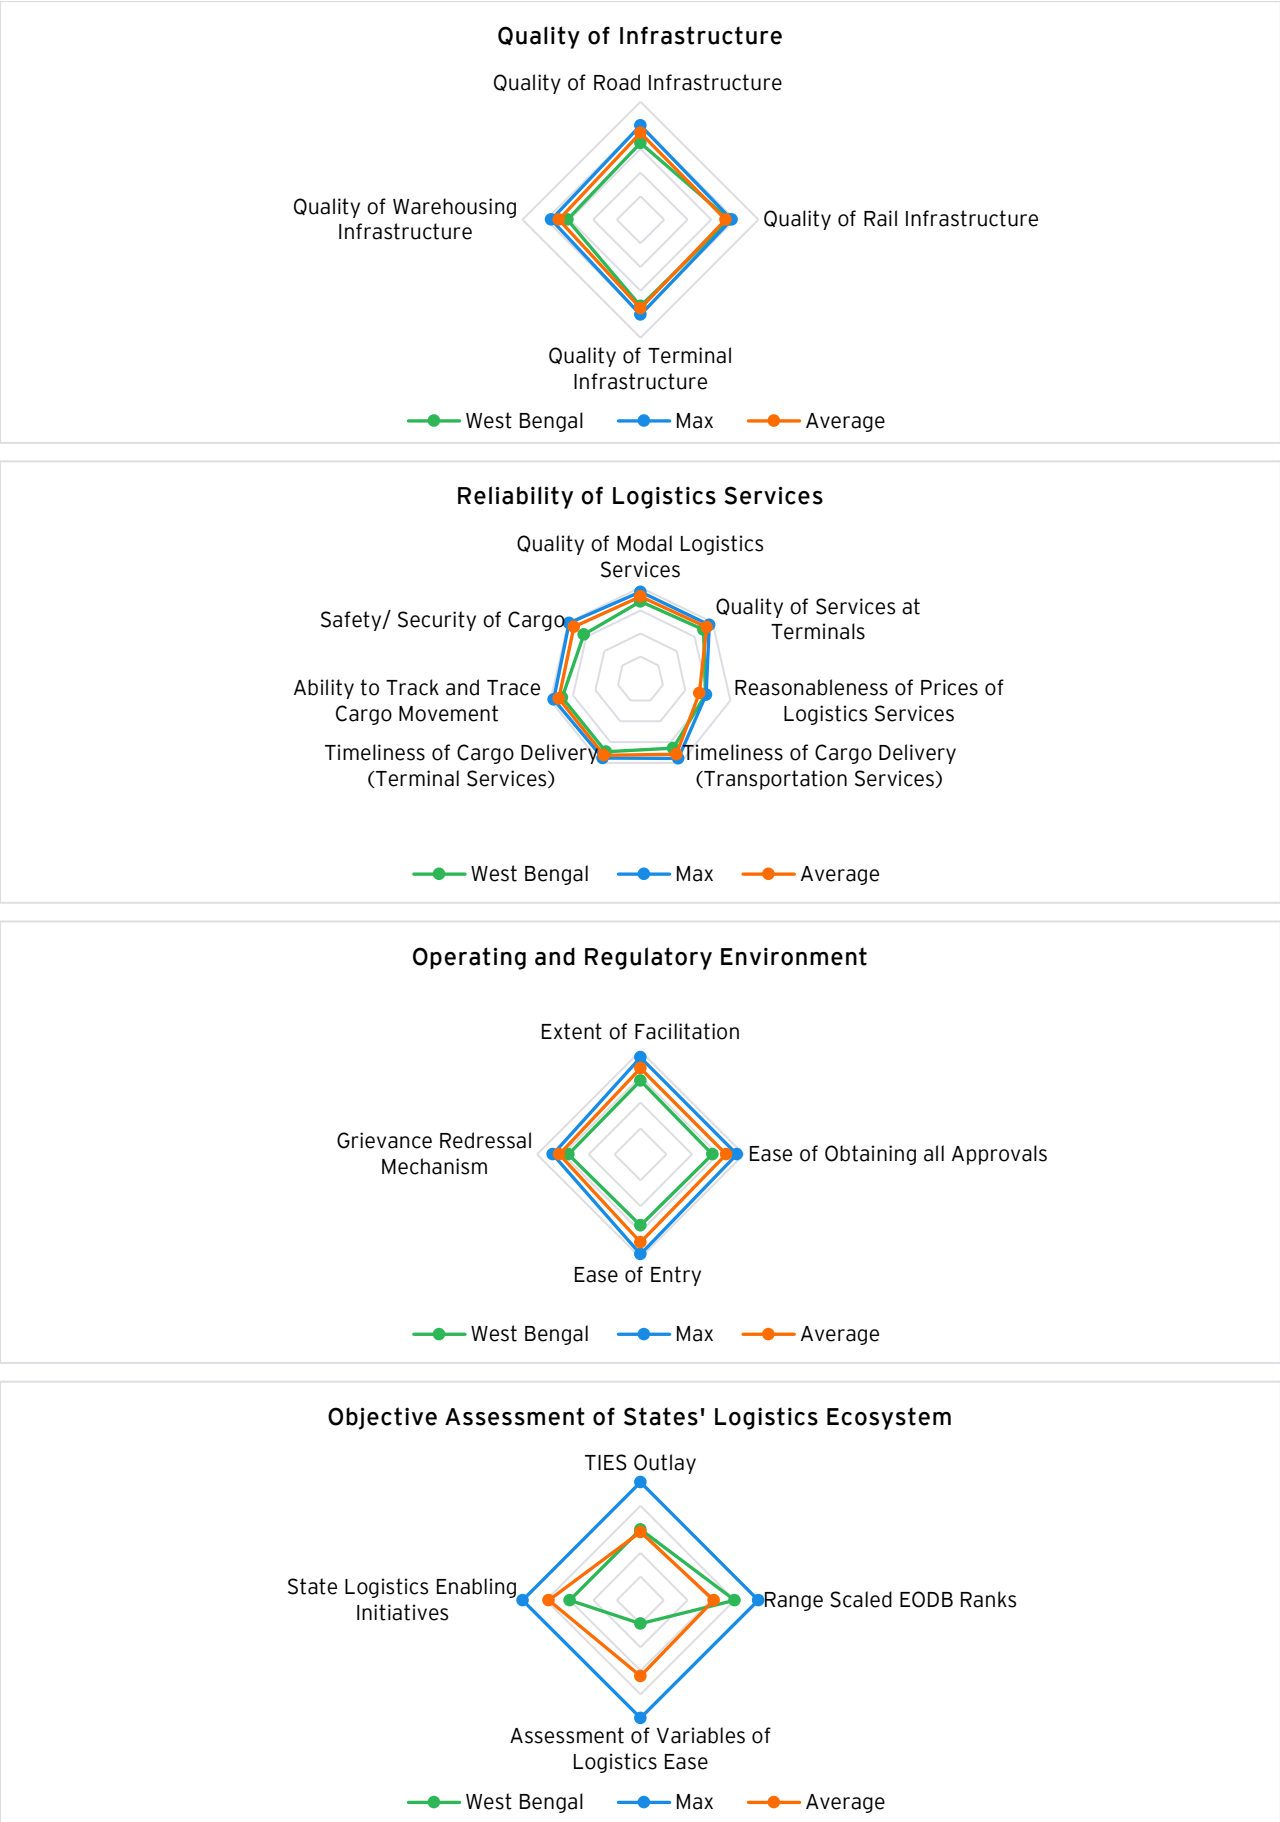 Quality of Infrastructure
Quality of Road Infrastructure
Quality of Warehousing
Infrastructure
Quality of Rail Infrastructure
Quality of Terminal
Infrastructure
West Bengal Max Average
Reliability of Logistics Services
Quality of Modal Logistics
Services
Quality of Services at
Terminals
Safety/ Security of Cargo
Ability to Track and Trace
Cargo Movement
Reasonableness of Prices of
Logistics Services
Timeliness of Cargo Delivery
(Terminal Services)
Timeliness of Cargo Delivery
(Transportation Services)
West Bengal Max Average
Operating and Regulatory Environment
Extent of Facilitation
Grievance Redressal
Mechanism
Ease of Obtaining all Approvals
Ease of Entry
West Bengal Max Average
Objective Assessment of States' Logistics Ecosystem
TIES Outlay
State Logistics Enabling
Initiatives
Range Scaled EODB Ranks
Assessment of Variables of
Logistics Ease
West Bengal Max Average